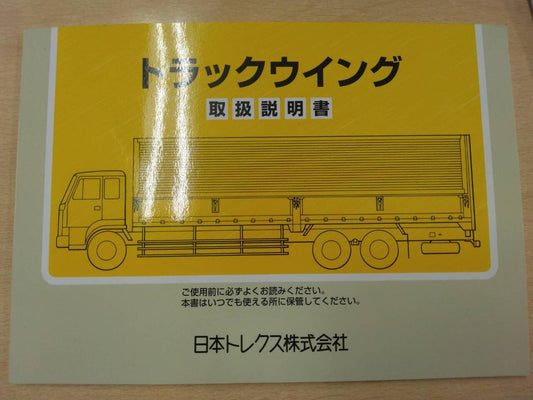 トラックウイング
取扱説明書
ご使用前に必ずよくお読みください。
本書はいつでも使える所に保管してください。
日本トレクス株式会社